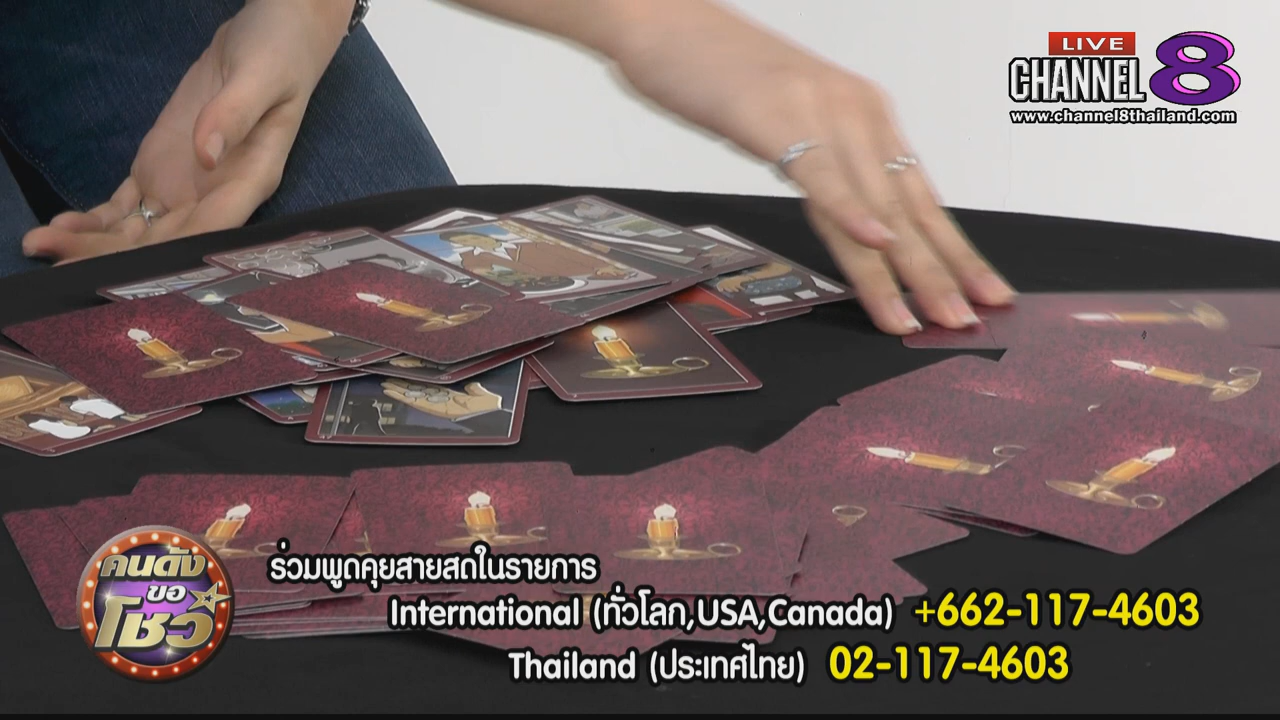 LIVE
CHANNEL 8
www.channel8thailand.com
คนดัง
ขอ
โชว์
ร่วมพูดคุยสายสดในรายการ
International (ทั่วโลก,USA,Canada) +662-117-4603
Thailand (ประเทศไทย) 02-117-4603